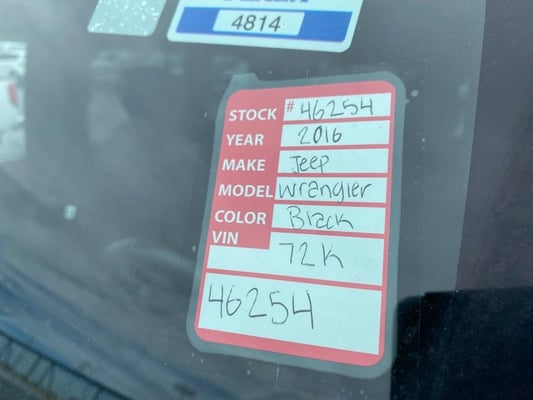 4814
STOCK #46254
YEAR 2016
MAKE Jeep
MODEL Wrangler
COLOR Black
VIN
72K
46254